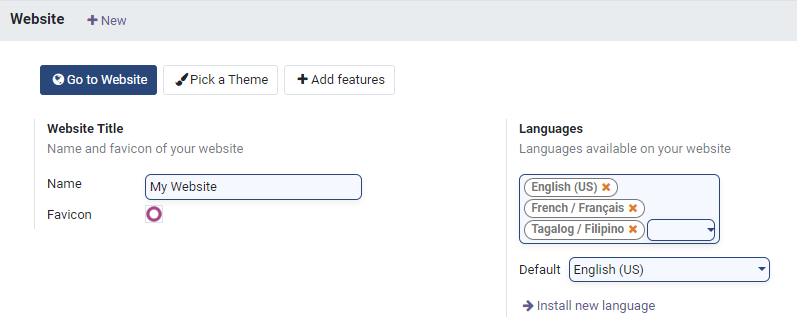 Website + New
Go to Website Pick a Theme + Add features
Website Title
Name and favicon of your website
Name My Website
Favicon
Languages
Languages available on your website
English (US) ×
French / Français ×
Tagalog / Filipino ×
Default English (US)
Install new language